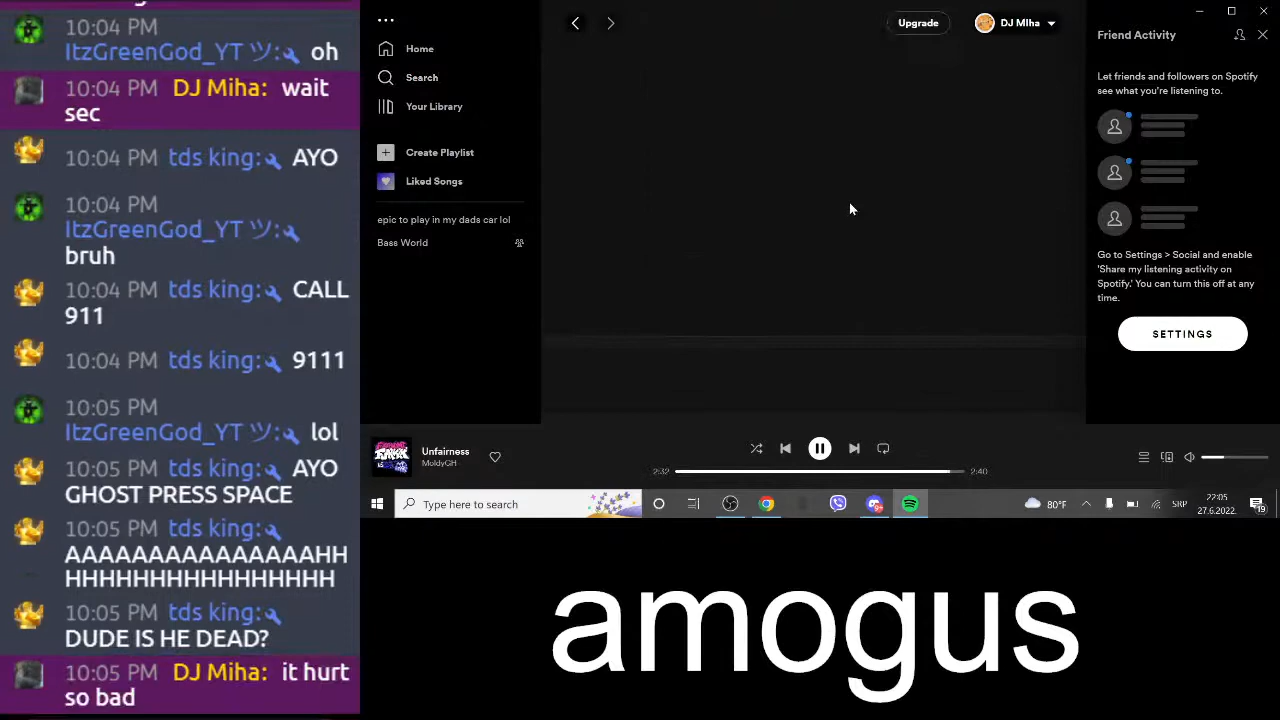 10:04 PM
ItzGreenGod_YT ツ: oh
10:04 PM DJ Miha: wait
sec
10:04 PM tds king: AYO
10:04 PM
ItzGreenGod_YT ツ:
bruh
10:04 PM tds king: CALL
911
10:04 PM tds king: 9111
10:05 PM
ItzGreenGod_YT ツ: lol
10:05 PM tds king: AYO
GHOST PRESS SPACE
10:05 PM tds king:
AAAAAAAAAAAAAAAHH
HHHHHHHHHHHHHHHH
10:05 PM tds king:
DUDE IS HE DEAD?
10:05 PM DJ Miha: it hurt
so bad
Home
Search
Your Library
Create Playlist
Liked Songs
epic to play in my dads car lol
Bass World
Upgrade
DJ MIha
Friend Activity
Let friends and followers on Spotify
see what you're listening to.
Go to Settings > Social and enable
'Share my listening activity on
Spotify.' You can turn this off at any
time.
SETTINGS
Unfairness
MoldyGH
2:32
2:40
Type here to search
80°F
SRP
22:05
27.6.2022.
19
amogus